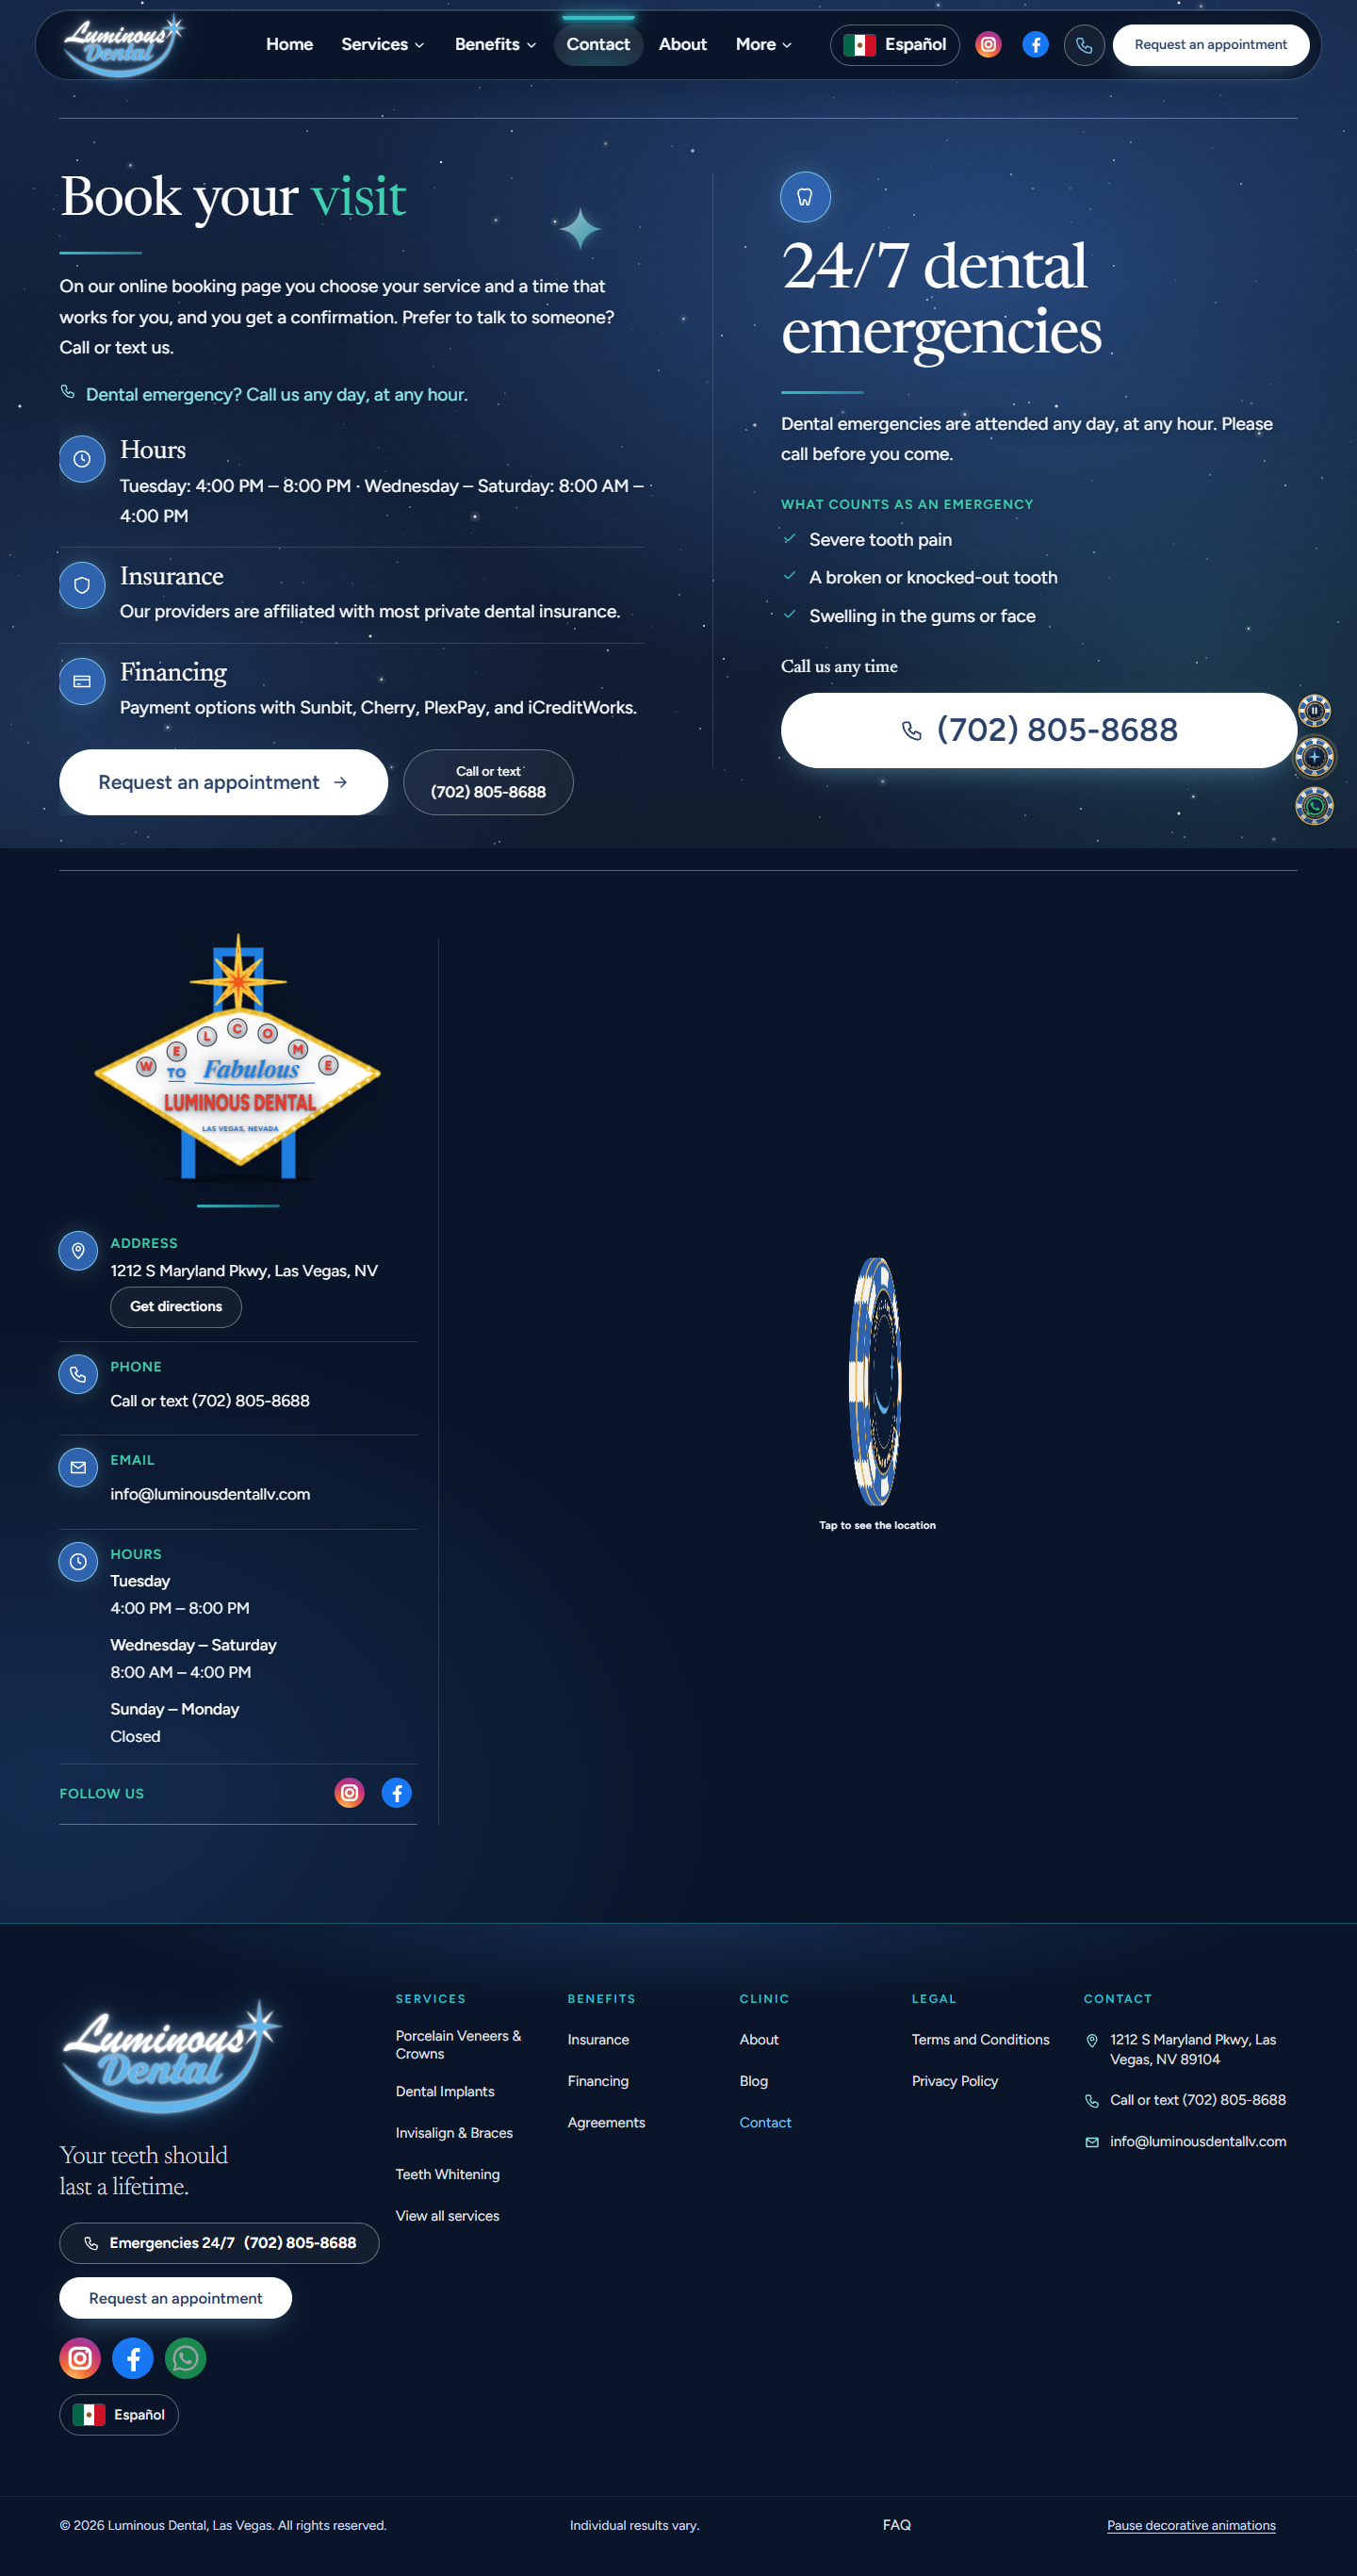 Luminous
Dental
Home
Services
Benefits
Contact
About
More
Español
Request an appointment
Book your visit
On our online booking page you choose your service and a time that
works for you, and you get a confirmation. Prefer to talk to someone?
Call or text us.
Dental emergency? Call us any day, at any hour.
Hours
Tuesday: 4:00 PM – 8:00 PM · Wednesday – Saturday: 8:00 AM –
4:00 PM
Insurance
Our providers are affiliated with most private dental insurance.
Financing
Payment options with Sunbit, Cherry, PlexPay, and iCreditWorks.
Request an appointment
Call or text
(702) 805-8688
24/7 dental
emergencies
Dental emergencies are attended any day, at any hour. Please
call before you come.
WHAT COUNTS AS AN EMERGENCY
Severe tooth pain
A broken or knocked-out tooth
Swelling in the gums or face
Call us any time
(702) 805-8688
WELCOME
TO Fabulous
LUMINOUS DENTAL
LAS VEGAS, NEVADA
ADDRESS
1212 S Maryland Pkwy, Las Vegas, NV
Get directions
PHONE
Call or text (702) 805-8688
EMAIL
info@luminousdentallv.com
HOURS
Tuesday
4:00 PM – 8:00 PM
Wednesday – Saturday
8:00 AM – 4:00 PM
Sunday – Monday
Closed
FOLLOW US
Tap to see the location
Luminous
Dental
Your teeth should
last a lifetime.
Emergencies 24/7 (702) 805-8688
Request an appointment
Español
SERVICES
Porcelain Veneers &
Crowns
Dental Implants
Invisalign & Braces
Teeth Whitening
View all services
BENEFITS
Insurance
Financing
Agreements
CLINIC
About
Blog
Contact
LEGAL
Terms and Conditions
Privacy Policy
CONTACT
1212 S Maryland Pkwy, Las
Vegas, NV 89104
Call or text (702) 805-8688
info@luminousdentallv.com
© 2026 Luminous Dental, Las Vegas. All rights reserved.
Individual results vary.
FAQ
Pause decorative animations